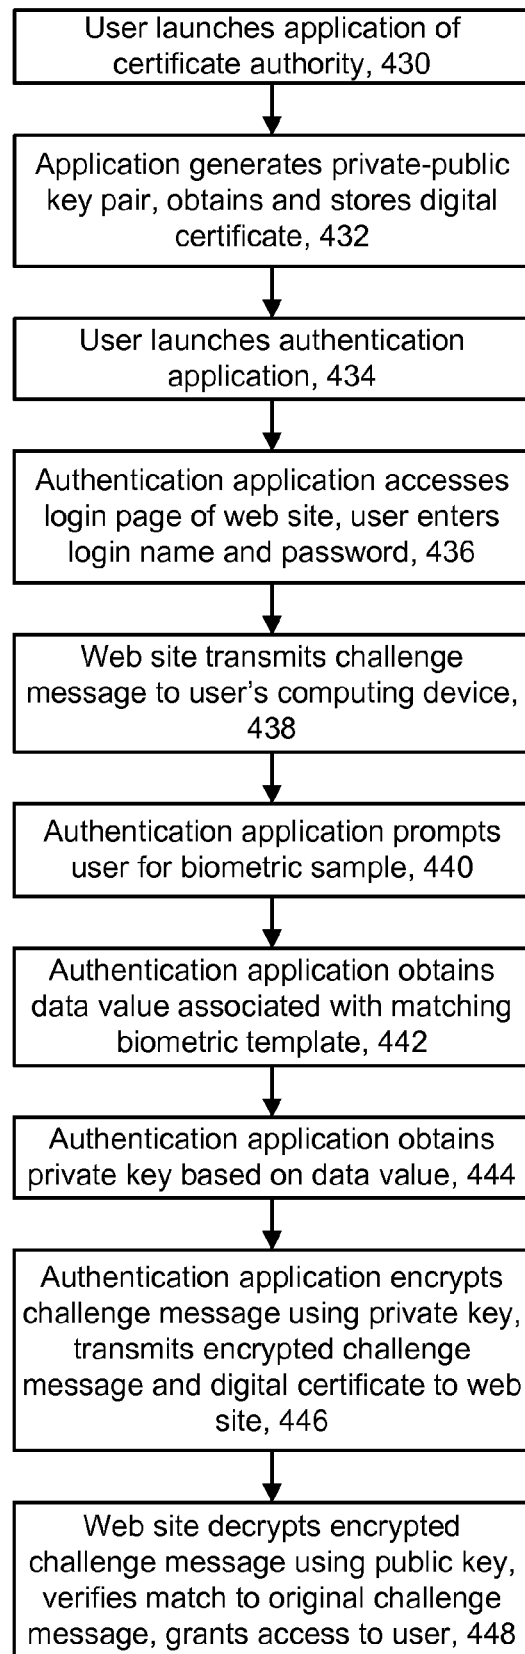 User launches application of
certificate authority, 430
Application generates private-public
key pair, obtains and stores digital
certificate, 432
User launches authentication
application, 434
Authentication application accesses
login page of web site, user enters
login name and password, 436
Web site transmits challenge
message to user's computing device,
438
Authentication application prompts
user for biometric sample, 440
Authentication application obtains
data value associated with matching
biometric template, 442
Authentication application obtains
private key based on data value, 444
Authentication application encrypts
challenge message using private key,
transmits encrypted challenge
message and digital certificate to web
site, 446
Web site decrypts encrypted
challenge message using public key,
verifies match to original challenge
message, grants access to user, 448